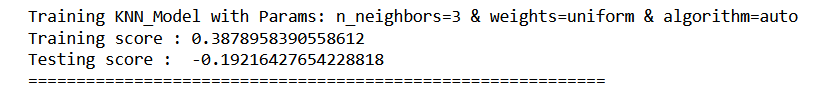 Training KNN_Model with Params: n_neighbors=3 & weights=uniform & algorithm=auto
Training score : 0.3878958390558612
Testing score :  -0.19216427654228818
============================================================